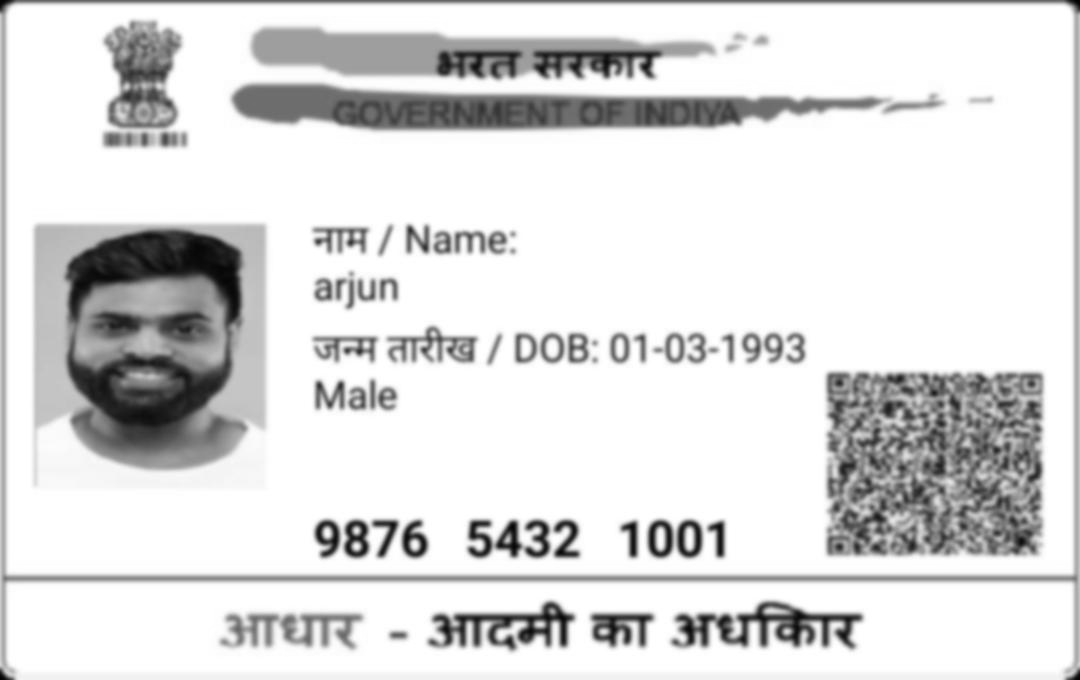 भरत सरकार
GOVERNMENT OF INDIYA
नाम / Name:
arjun
जन्म तारीख / DOB: 01-03-1993
Male
9876 5432 1001
आधार - आदमी का अधकिार